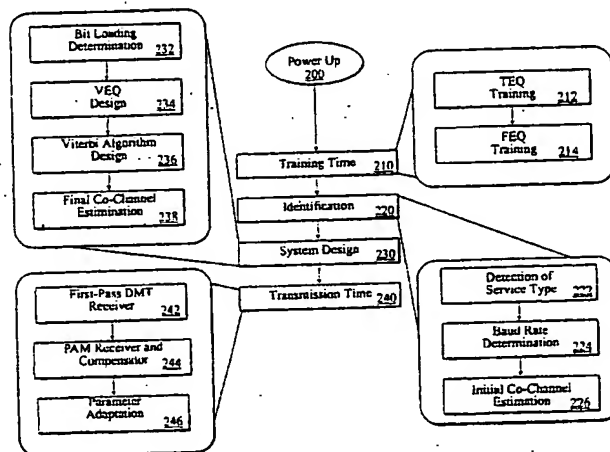 Bit Loading
Determination 232
VEQ
Design 234
Viterbi Algorithm
Design 236
Final Co-Channel
Estimination 238
Power Up
200
Training Time 210
Identification 220
System Design 230
Transmission Time 240
TEQ
Training 212
FEQ
Training 214
First-Pass DMT
Receiver 242
PAM Receiver and
Compensator 244
Parameter
Adaptation 246
Detection of
Service Type 222
Baud Rate
Determination 224
Initial Co-Channel
Estimation 226